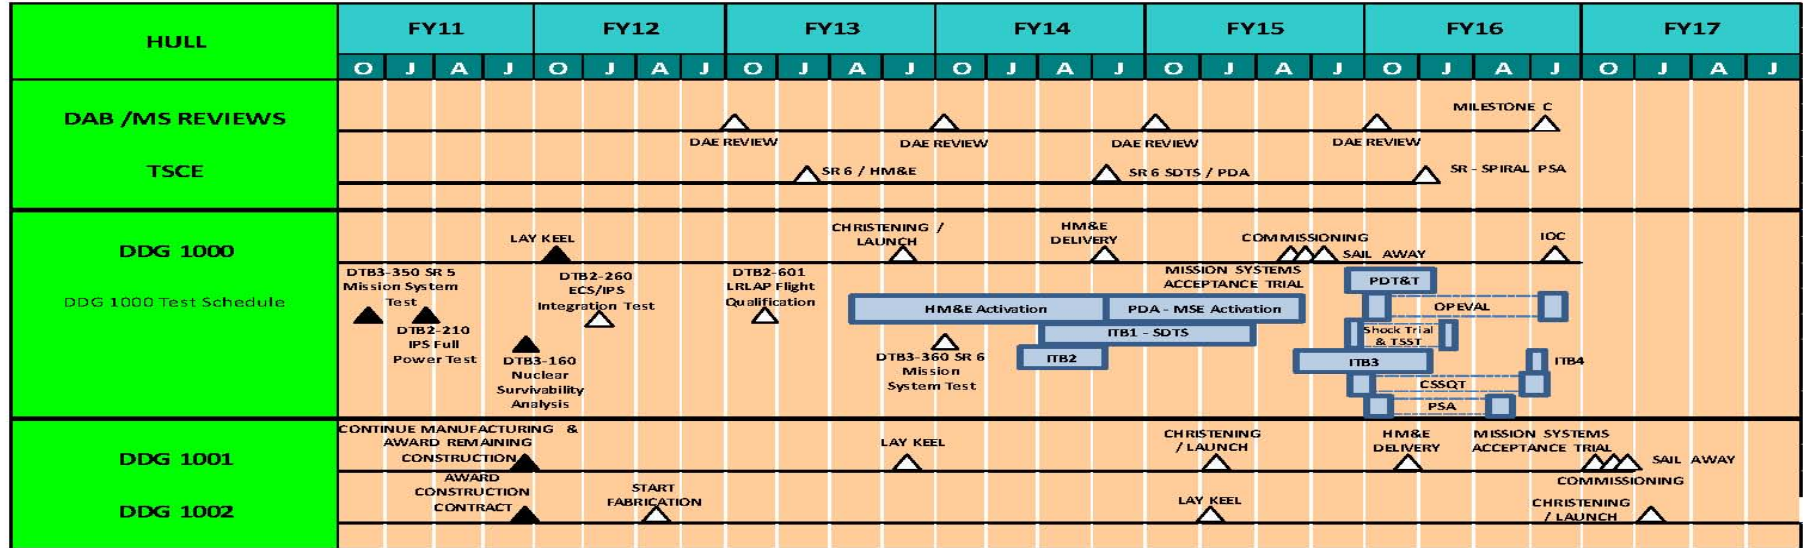 HULL
FY11 FY12 FY13 FY14 FY15 FY16 FY17
O J A J O J A J O J A J O J A J O J A J O J A J O J A J
DAB /MS REVIEWS
MILESTONE C
DAE REVIEW DAE REVIEW DAE REVIEW DAE REVIEW
TSCE
SR 6 / HM&E SR 6 SDTS / PDA SR - SPIRAL PSA
DDG 1000
LAY KEEL
CHRISTENING /
LAUNCH
HM&E
DELIVERY
COMMISSIONING
SAIL AWAY
IOC
MISSION SYSTEMS
ACCEPTANCE TRIAL
DDG 1000 Test Schedule
DTB3-350 SR 5
Mission System
Test
DTB2-210
IPS Full
Power Test
DTB3-160
Nuclear
Survivability
Analysis
DTB2-260
ECS/IPS
Integration Test
DTB2-601
LRLAP Flight
Qualification
DTB3-360 SR 6
Mission
System Test
HM&E Activation
PDA - MSE Activation
ITB1 - SDTS
ITB2
PDT&T
OPEVAL
Shock Trial
& TSST
ITB3
ITB4
CSSQT
PSA
DDG 1001
CONTINUE MANUFACTURING &
AWARD REMAINING
CONSTRUCTION
LAY KEEL
CHRISTENING
/ LAUNCH
HM&E
DELIVERY
MISSION SYSTEMS
ACCEPTANCE TRIAL
SAIL AWAY
COMMISSIONING
DDG 1002
AWARD
CONSTRUCTION
CONTRACT
START
FABRICATION
LAY KEEL
CHRISTENING
/ LAUNCH